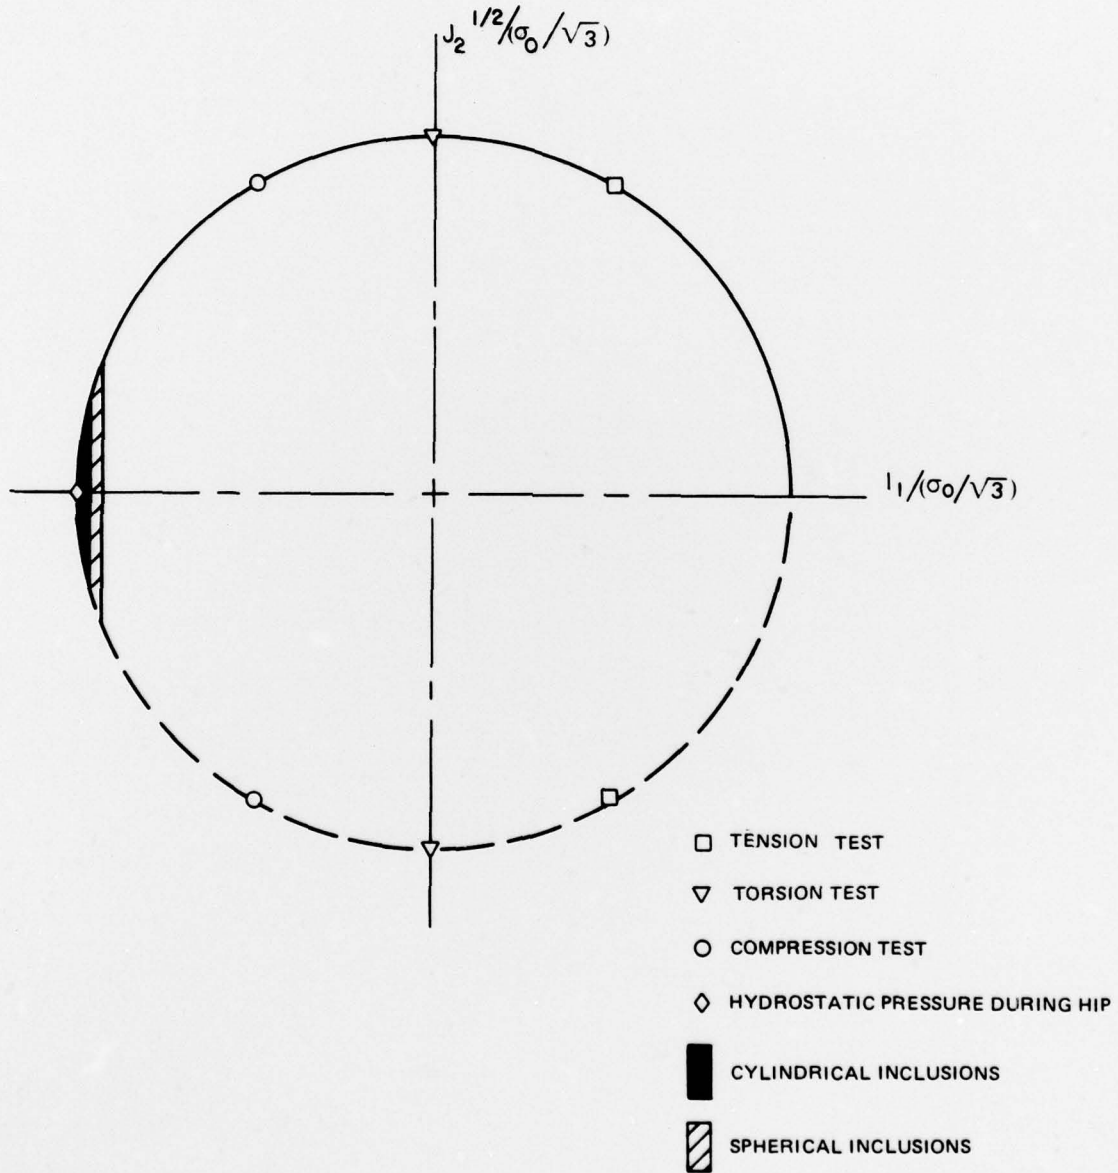 J₂^1/2/(σ₀/√3)
I₁/(σ₀/√3)
TENSION TEST
TORSION TEST
COMPRESSION TEST
HYDROSTATIC PRESSURE DURING HIP
CYLINDRICAL INCLUSIONS
SPHERICAL INCLUSIONS